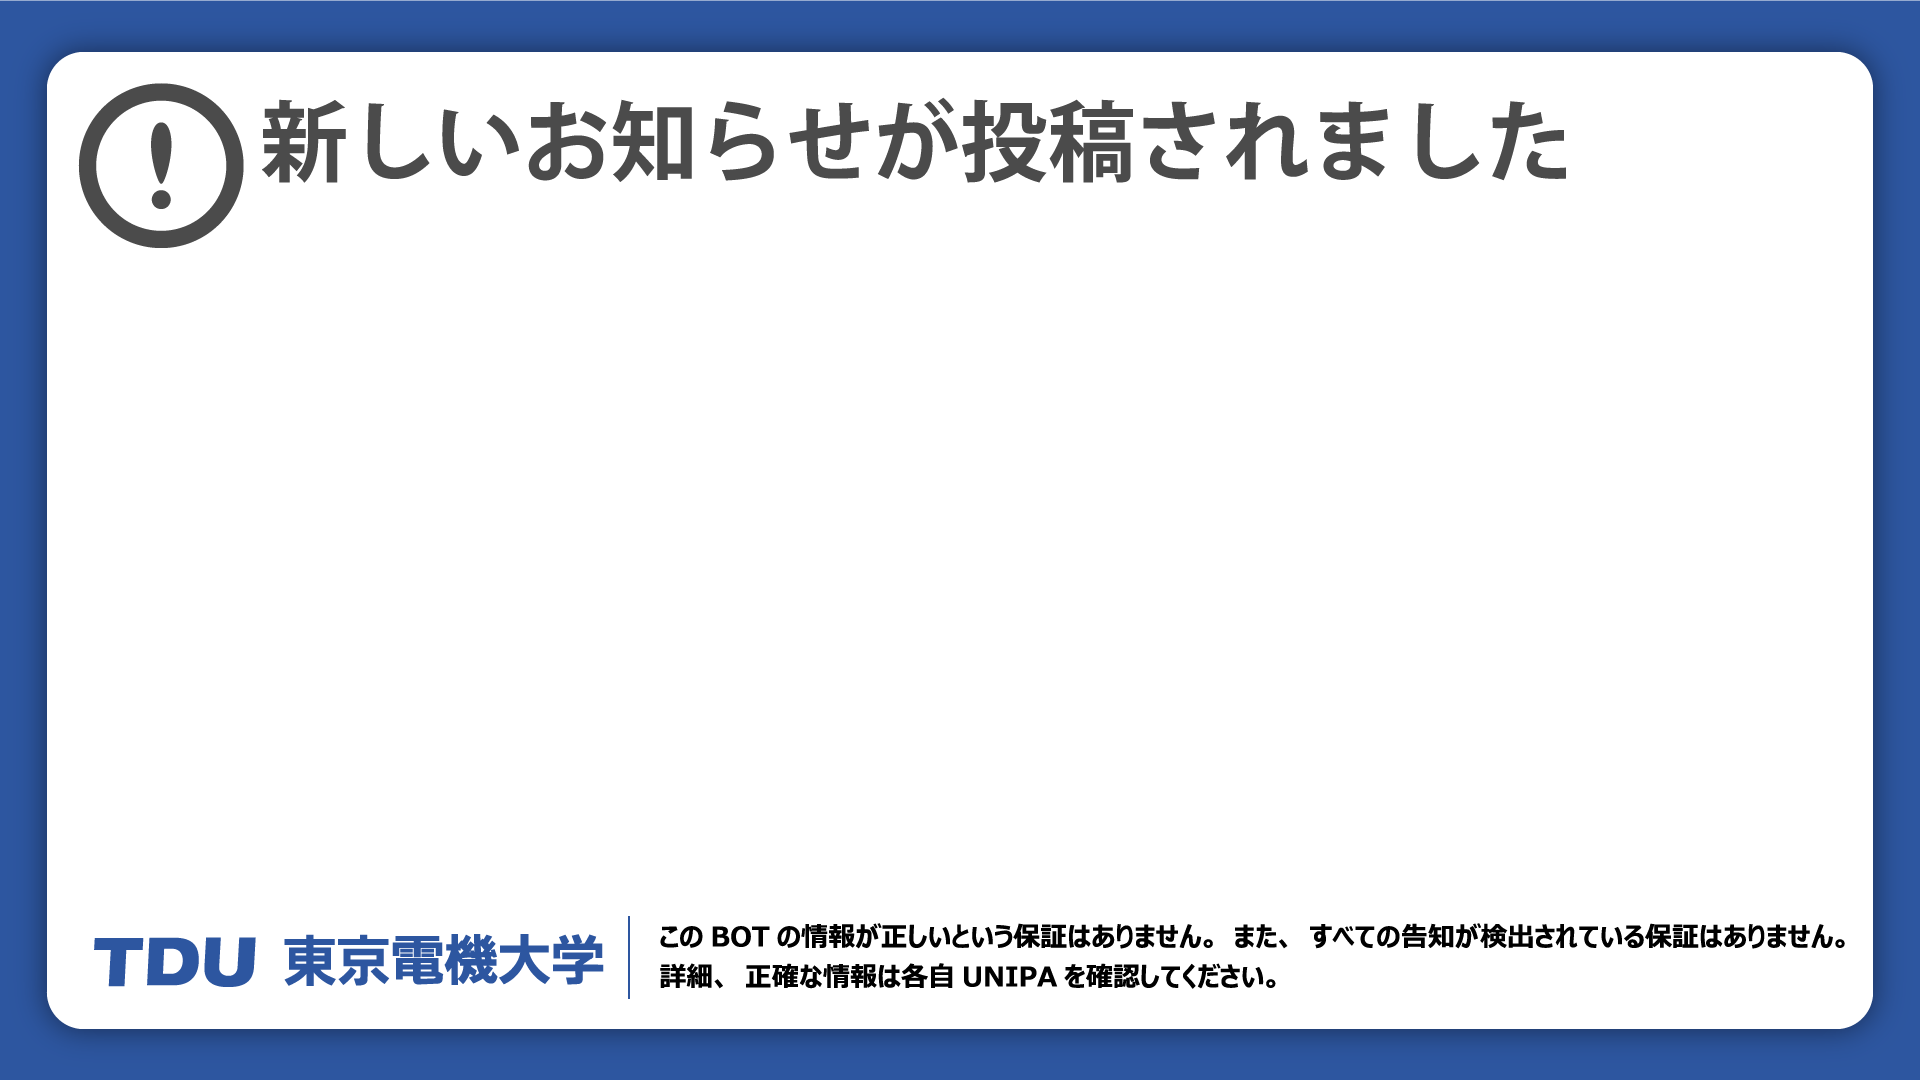 新しいお知らせが投稿されました
TDU 東京電機大学
この BOT の情報が正しいという保証はありません。また、すべての告知が検出されている保証はありません。
詳細、正確な情報は各自 UNIPA を確認してください。